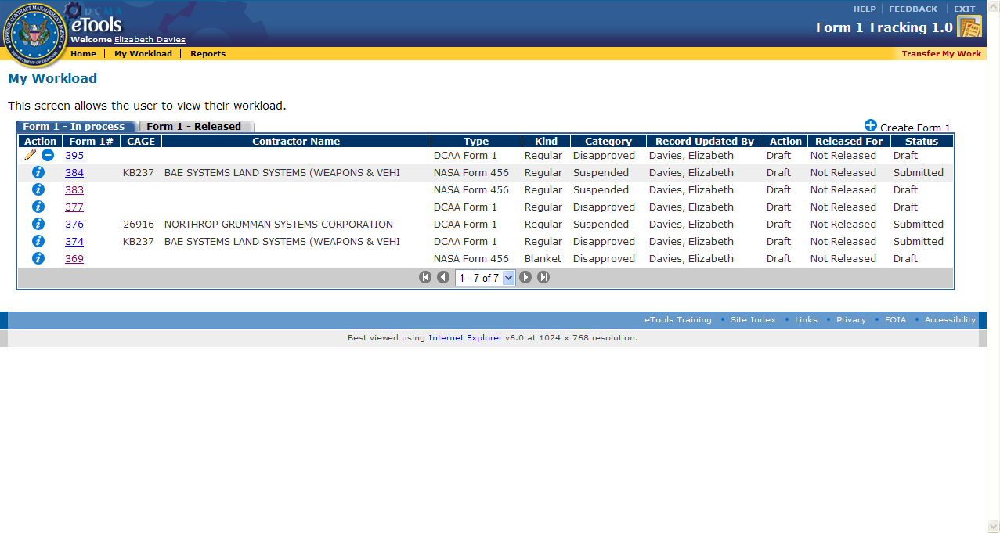 DCMA
eTools
Welcome Elizabeth Davies
HELP FEEDBACK EXIT
Form 1 Tracking 1.0
DEFENSE CONTRACT MANAGEMENT AGENCY
DEPARTMENT OF DEFENSE
Home My Workload Reports Transfer My Work
My Workload
This screen allows the user to view their workload.
Form 1 - In process Form 1 - Released Create Form 1
Action Form 1# CAGE Contractor Name Type Kind Category Record Updated By Action Released For Status
395 DCAA Form 1 Regular Disapproved Davies, Elizabeth Draft Not Released Draft
384 KB237 BAE SYSTEMS LAND SYSTEMS (WEAPONS & VEHI NASA Form 456 Regular Suspended Davies, Elizabeth Draft Not Released Submitted
383 NASA Form 456 Regular Suspended Davies, Elizabeth Draft Not Released Draft
377 DCAA Form 1 Regular Disapproved Davies, Elizabeth Draft Not Released Draft
376 26916 NORTHROP GRUMMAN SYSTEMS CORPORATION DCAA Form 1 Regular Suspended Davies, Elizabeth Draft Not Released Submitted
374 KB237 BAE SYSTEMS LAND SYSTEMS (WEAPONS & VEHI DCAA Form 1 Regular Disapproved Davies, Elizabeth Draft Not Released Submitted
369 NASA Form 456 Blanket Disapproved Davies, Elizabeth Draft Not Released Draft
1 - 7 of 7
eTools Training • Site Index • Links • Privacy • FOIA • Accessibility
Best viewed using Internet Explorer v6.0 at 1024 x 768 resolution.